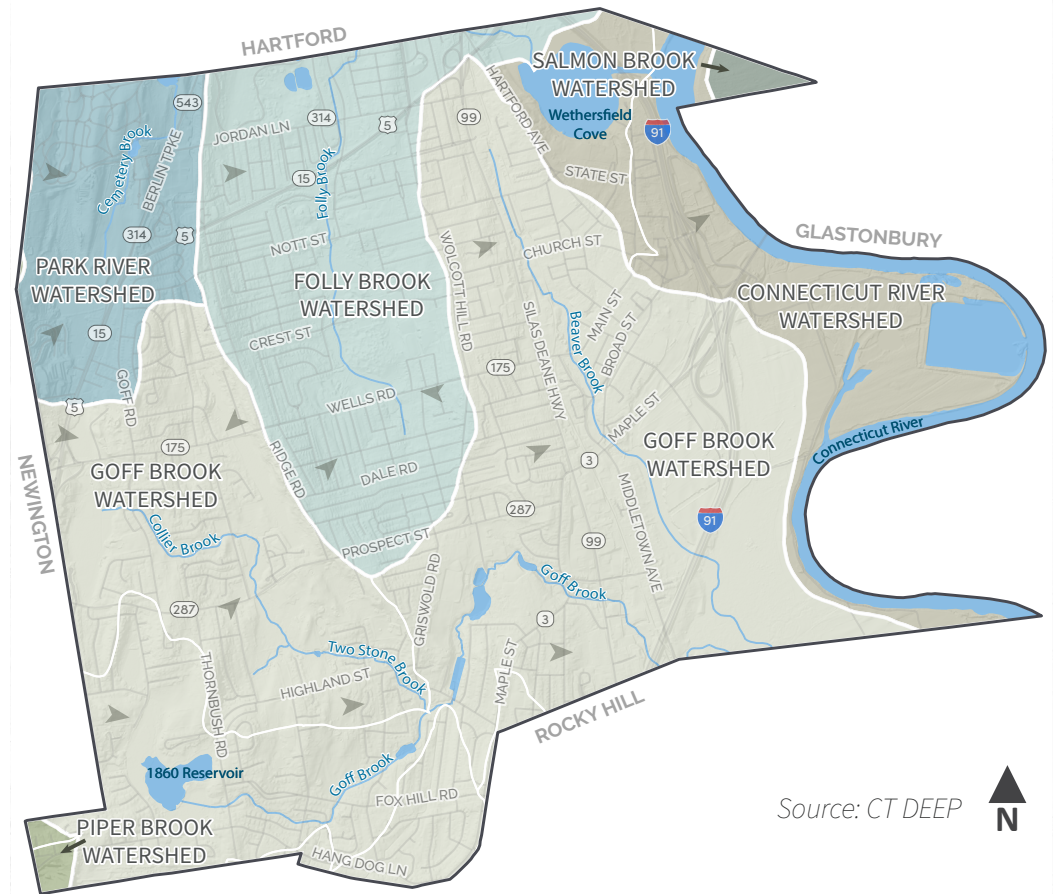 HARTFORD
SALMON BROOK
WATERSHED
Wethersfield
Cove
HARTFORD AVE
543
314
5
99
91
JORDAN LN
Cemetery Brook
BERLIN TPKE
15
Folly Brook
STATE ST
314
5
NOTT ST
WOLCOTT HILL RD
CHURCH ST
GLASTONBURY
PARK RIVER
WATERSHED
FOLLY BROOK
WATERSHED
CONNECTICUT RIVER
WATERSHED
MAIN ST
BROAD ST
Beaver Brook
SILAS DEANE HWY
15
CREST ST
175
GOFF RD
5
WELLS RD
MAPLE ST
Connecticut River
175
GOFF BROOK
WATERSHED
RIDGE RD
DALE RD
3
GOFF BROOK
WATERSHED
NEWINGTON
MIDDLETOWN AVE
287
91
Collier Brook
PROSPECT ST
99
GRISWOLD RD
Goff Brook
287
3
Two Stone Brook
THORNBUSH RD
HIGHLAND ST
MAPLE ST
ROCKY HILL
1860 Reservoir
Goff Brook
FOX HILL RD
PIPER BROOK
WATERSHED
HANG DOG LN
Source: CT DEEP
N